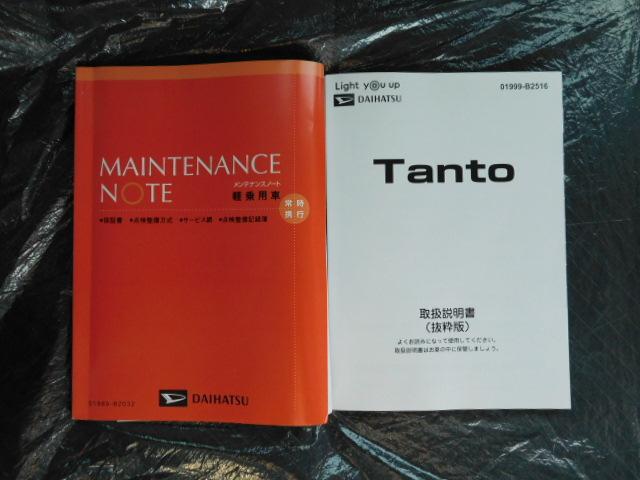 MAINTENANCE
NOTE
メンテナンスノート
軽乗用車
常時
携行
●保証書 ●点検整備方式 ●サービス網 ●点検整備記録簿
01989-B2032
DAIHATSU
Light you up
DAIHATSU
01999-B2516
Tanto
取扱説明書
(抜粋版)
よくお読みになって使用してください。
取扱説明書はお車の中に保管しましょう。